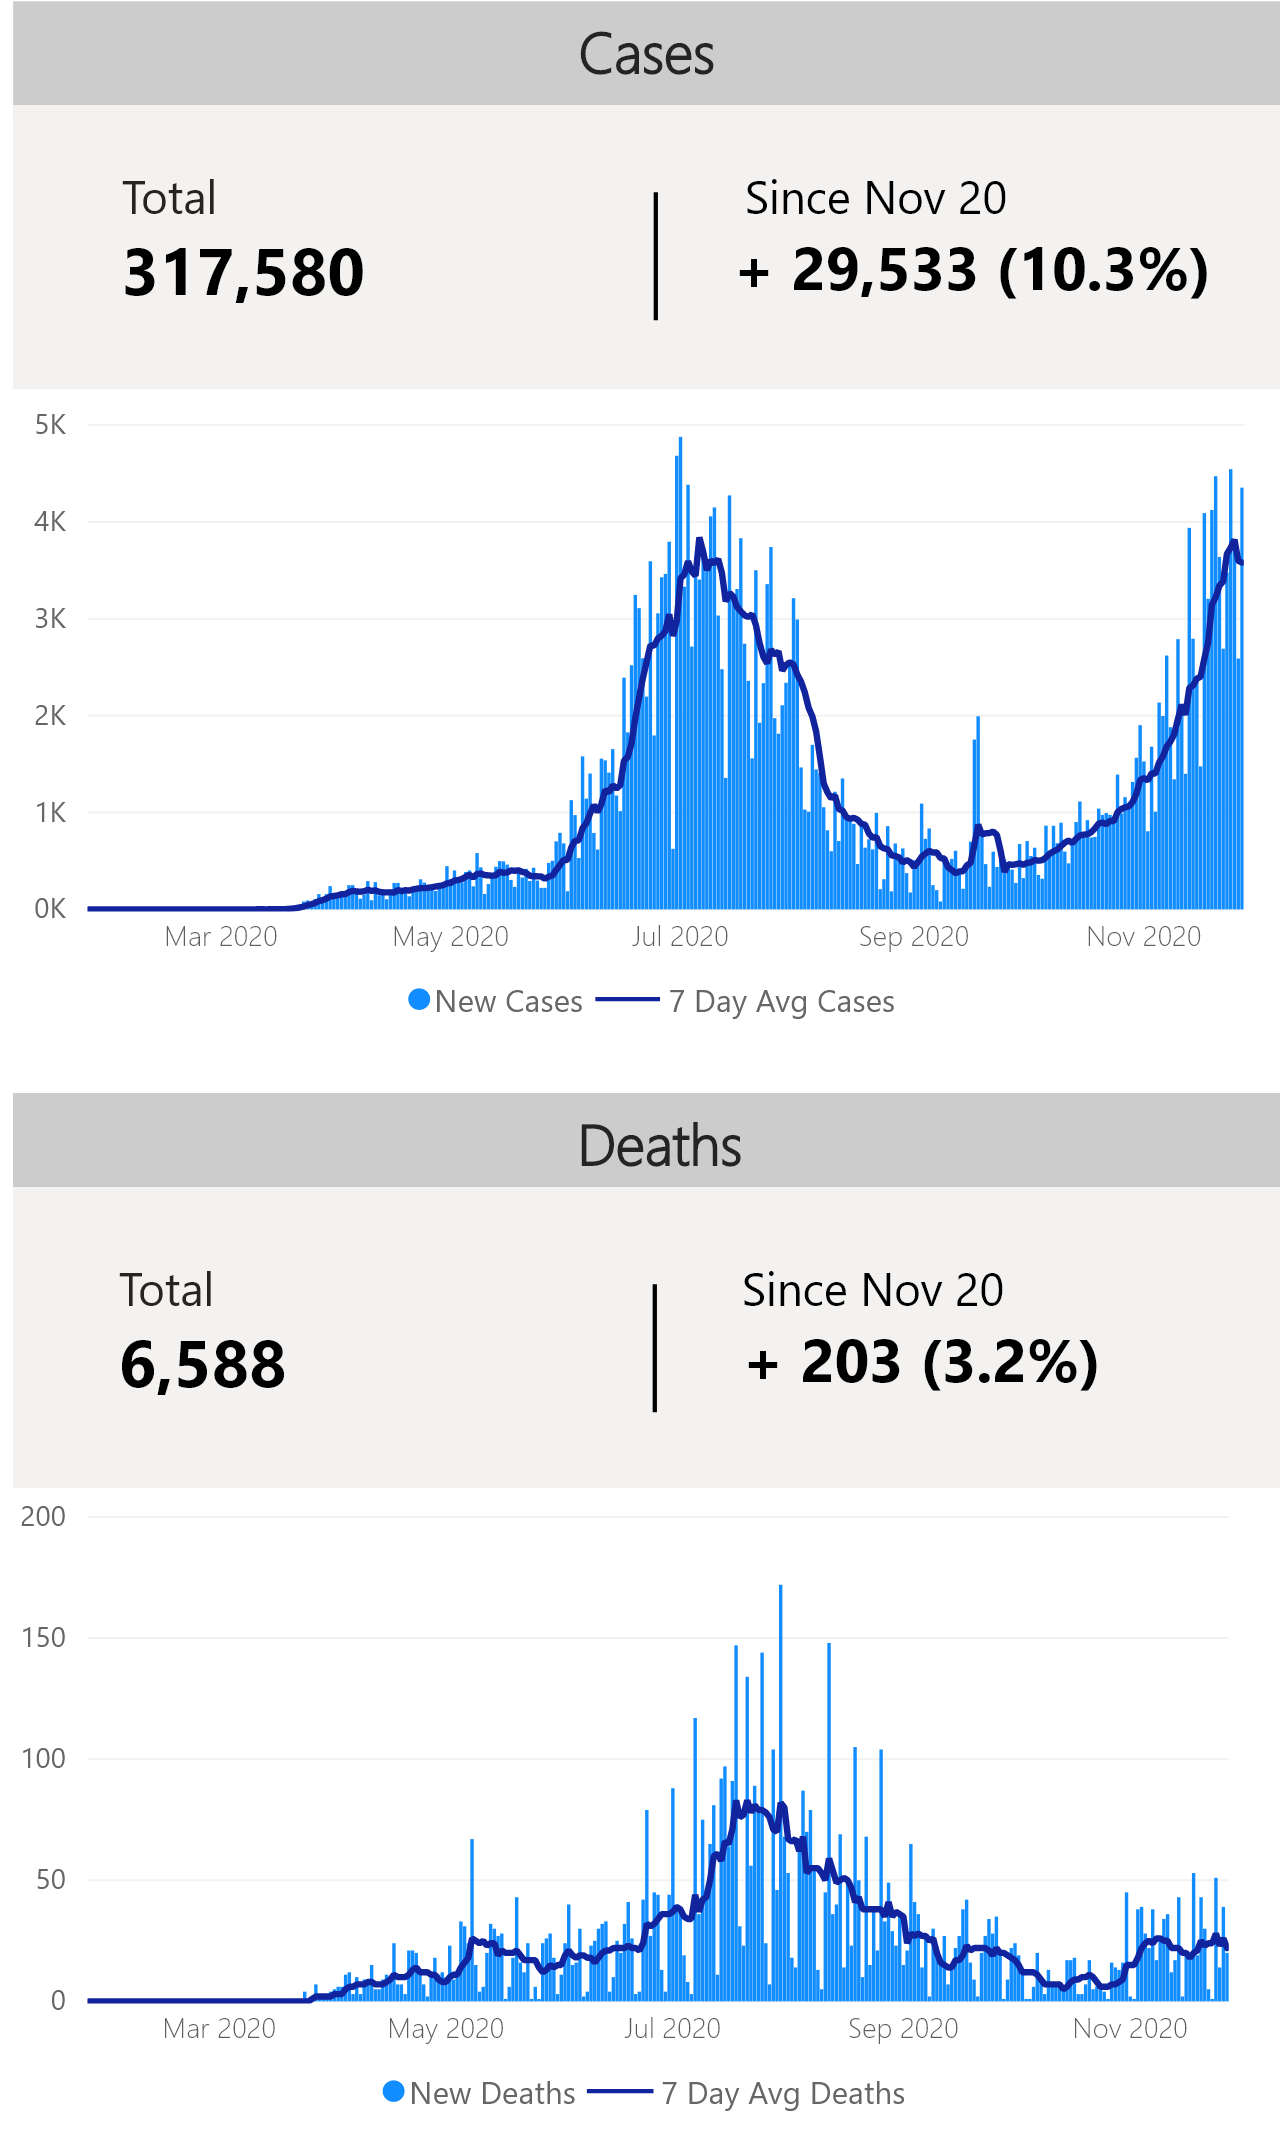 Cases
Total
317,580
Since Nov 20
+ 29,533 (10.3%)
5K
4K
3K
2K
1K
0K
Mar 2020 May 2020 Jul 2020 Sep 2020 Nov 2020
New Cases 7 Day Avg Cases
Deaths
Total
6,588
Since Nov 20
+ 203 (3.2%)
200
150
100
50
0
Mar 2020 May 2020 Jul 2020 Sep 2020 Nov 2020
New Deaths 7 Day Avg Deaths